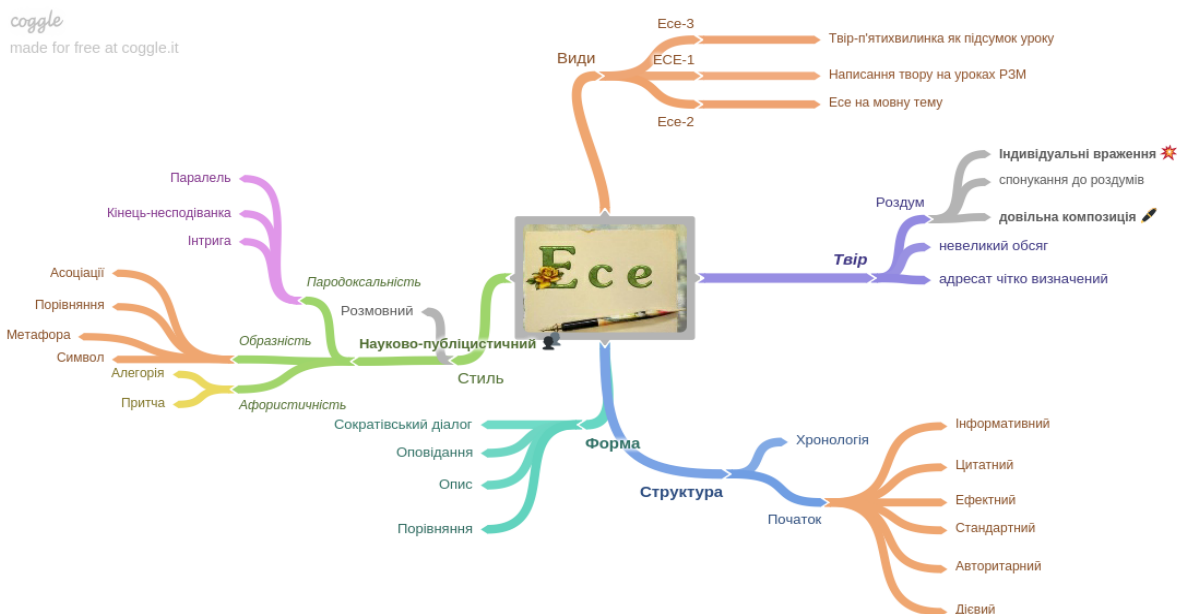 coggle
made for free at coggle.it
Види
Есе-3
Твір-п'ятихвилинка як підсумок уроку
ЕСЕ-1
Написання твору на уроках РЗМ
Есе-2
Есе на мовну тему
Есе
Твір
Роздум
Індивідуальні враження
спонукання до роздумів
довільна композиція
невеликий обсяг
адресат чітко визначений
Стиль
Розмовний
Науково-публіцистичний
Пародоксальність
Паралель
Кінець-несподіванка
Інтрига
Образність
Асоціації
Порівняння
Метафора
Символ
Афористичність
Алегорія
Притча
Форма
Сократівський діалог
Оповідання
Опис
Порівняння
Структура
Хронологія
Початок
Інформативний
Цитатний
Ефектний
Стандартний
Авторитарний
Дієвий